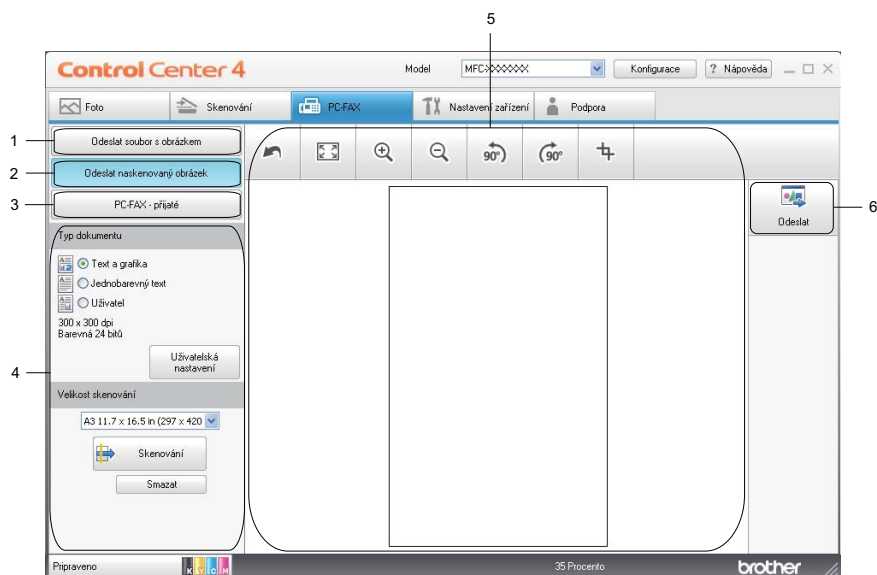 5
Control Center 4
Model
MFC-XXXXXX
Konfigurace
? Nápověda
Foto
Skenování
PC-FAX
Nastavení zařízení
Podpora
1
Odeslat soubor s obrázkem
2
Odeslat naskenovaný obrázek
3
PC-FAX - přijaté
90°
90°
Odeslat
6
Typ dokumentu
Text a grafika
Jednobarevný text
Uživatel
300 x 300 dpi
Barevná 24 bitů
Uživatelská
nastavení
4
Velikost skenování
A3 11.7 x 16.5 in (297 x 420
Skenování
Smazat
Pripraveno
K Y C M
35 Procento
brother